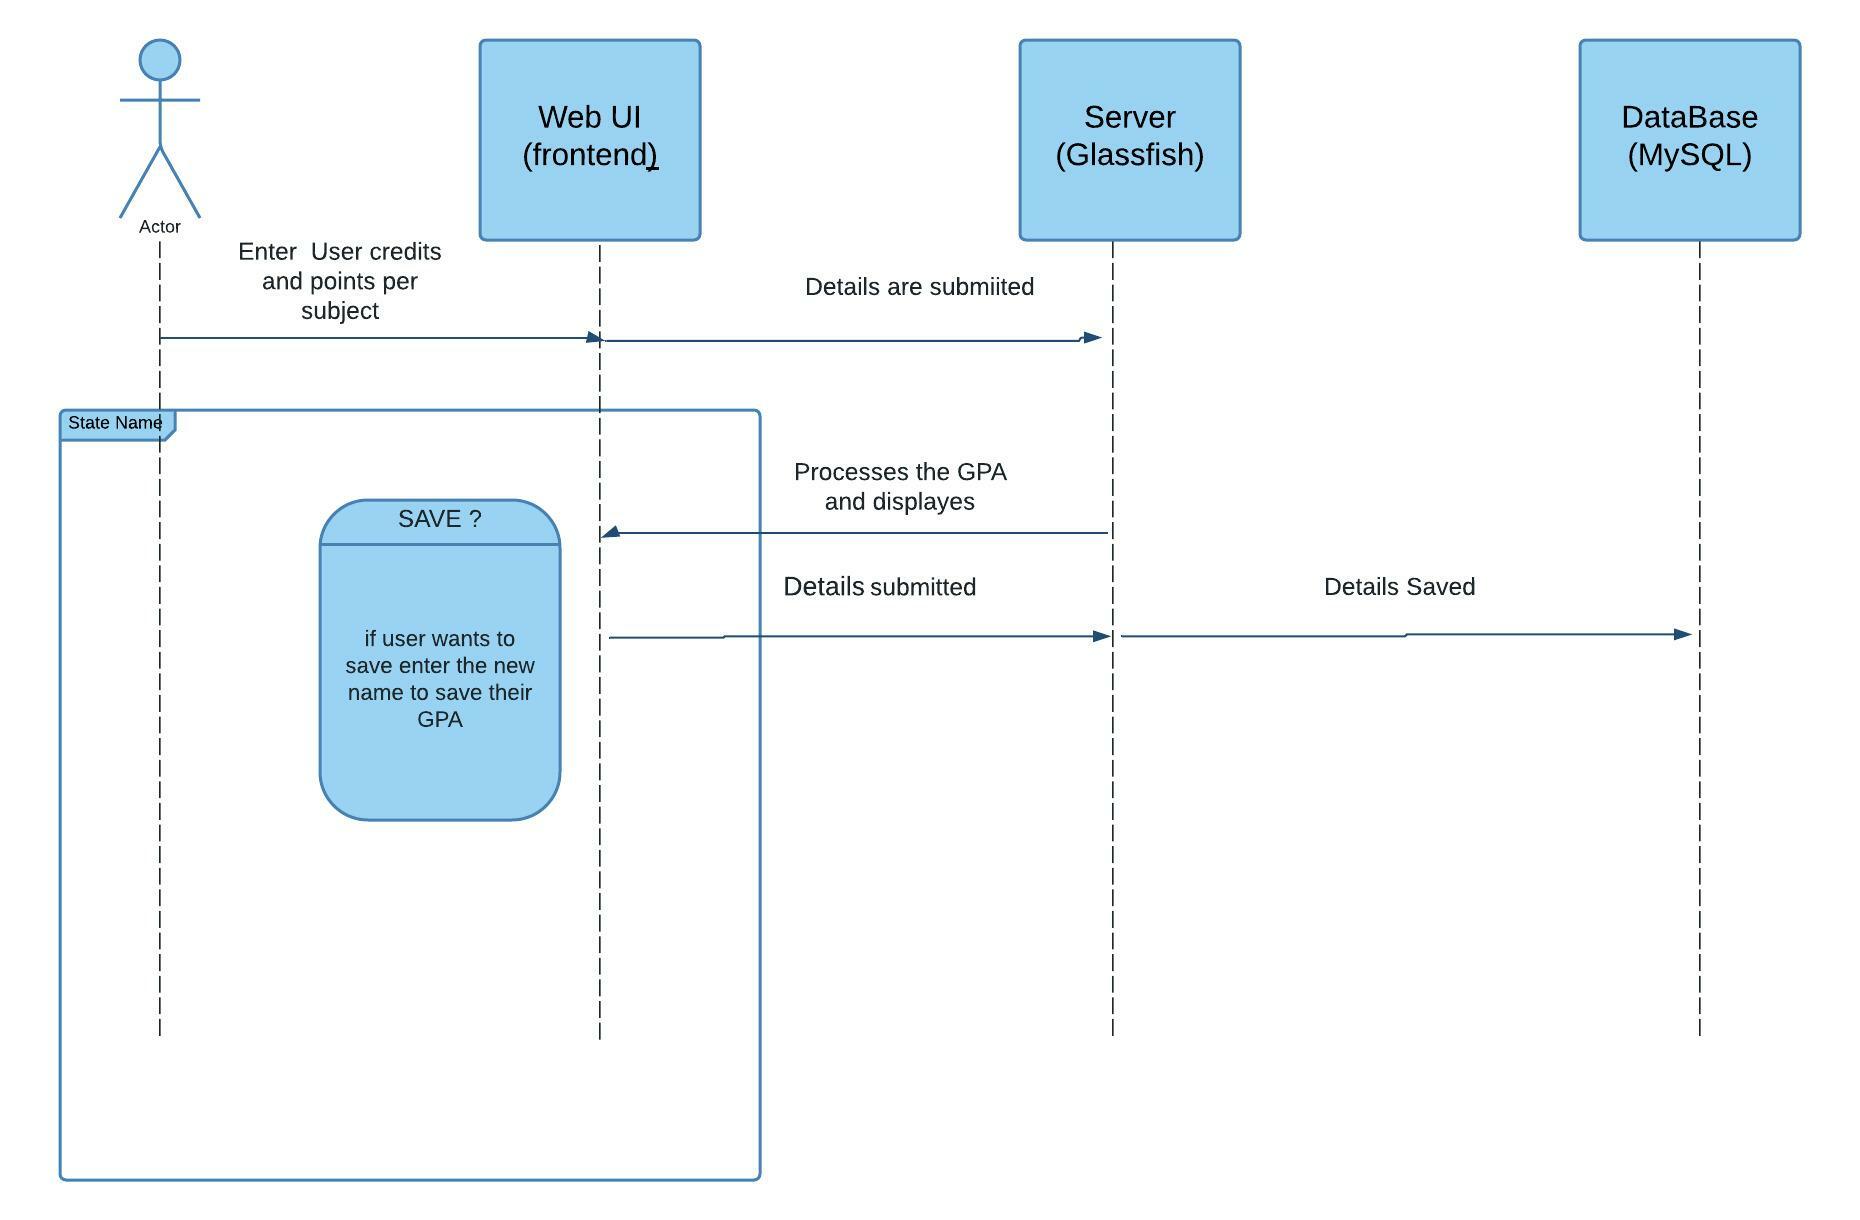 Web UI
(frontend)
Server
(Glassfish)
DataBase
(MySQL)
Actor
Enter  User credits
and points per
subject
Details are submiited
State Name
Processes the GPA
and displayes
SAVE ?
Details submitted
Details Saved
if user wants to
save enter the new
name to save their
GPA